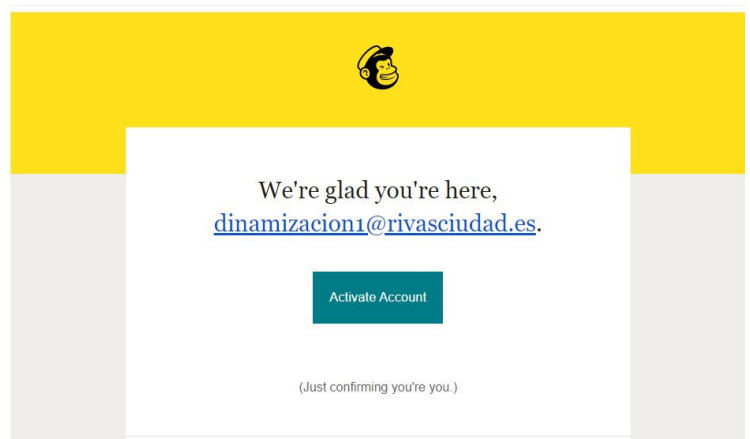 We're glad you're here,
dinamizacion1@rivasciudad.es.
Activate Account
(Just confirming you're you.)